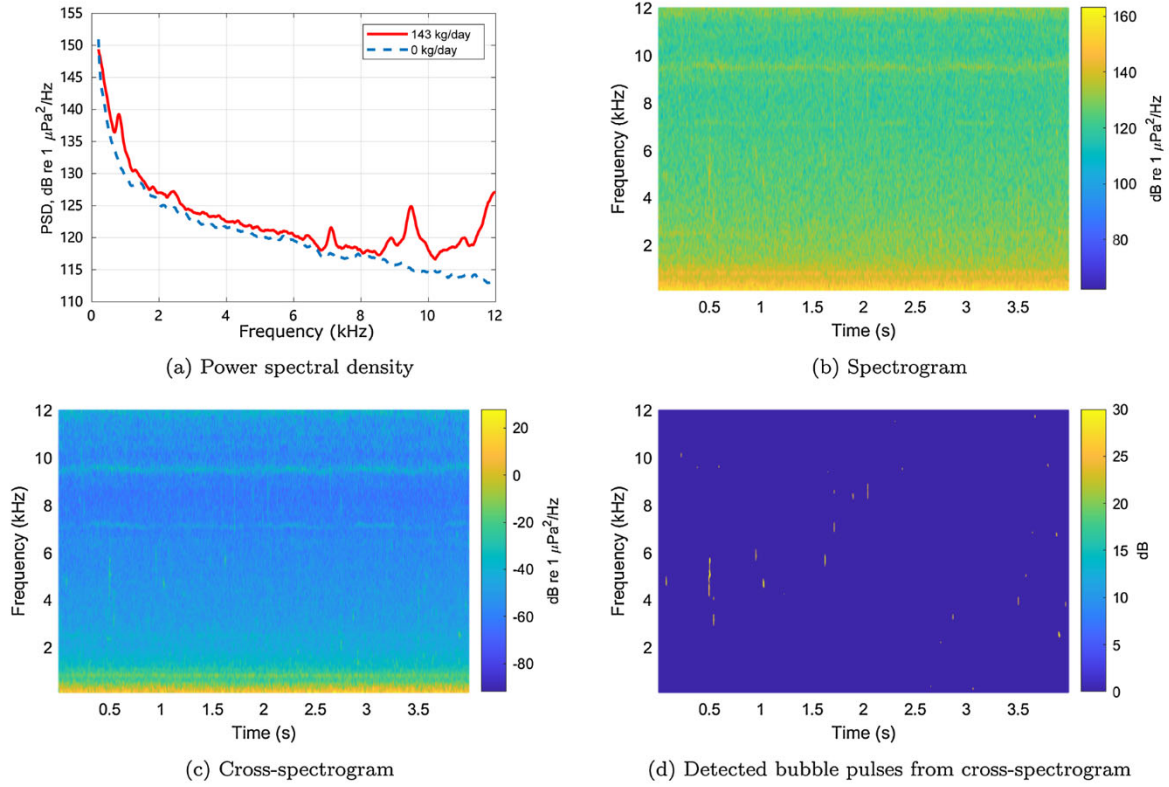 155
150
145
140
135
130
125
120
115
110
PSD, dB re 1 μPa²/Hz
143 kg/day
0 kg/day
0 2 4 6 8 10 12
Frequency (kHz)
(a) Power spectral density
12
10
8
6
4
2
Frequency (kHz)
0.5 1 1.5 2 2.5 3 3.5
Time (s)
160
140
120
100
80
dB re 1 μPa²/Hz
(b) Spectrogram
12
10
8
6
4
2
Frequency (kHz)
0.5 1 1.5 2 2.5 3 3.5
Time (s)
20
0
-20
-40
-60
-80
dB re 1 μPa²/Hz
(c) Cross-spectrogram
12
10
8
6
4
2
Frequency (kHz)
0.5 1 1.5 2 2.5 3 3.5
Time (s)
30
25
20
15
10
5
0
dB
(d) Detected bubble pulses from cross-spectrogram